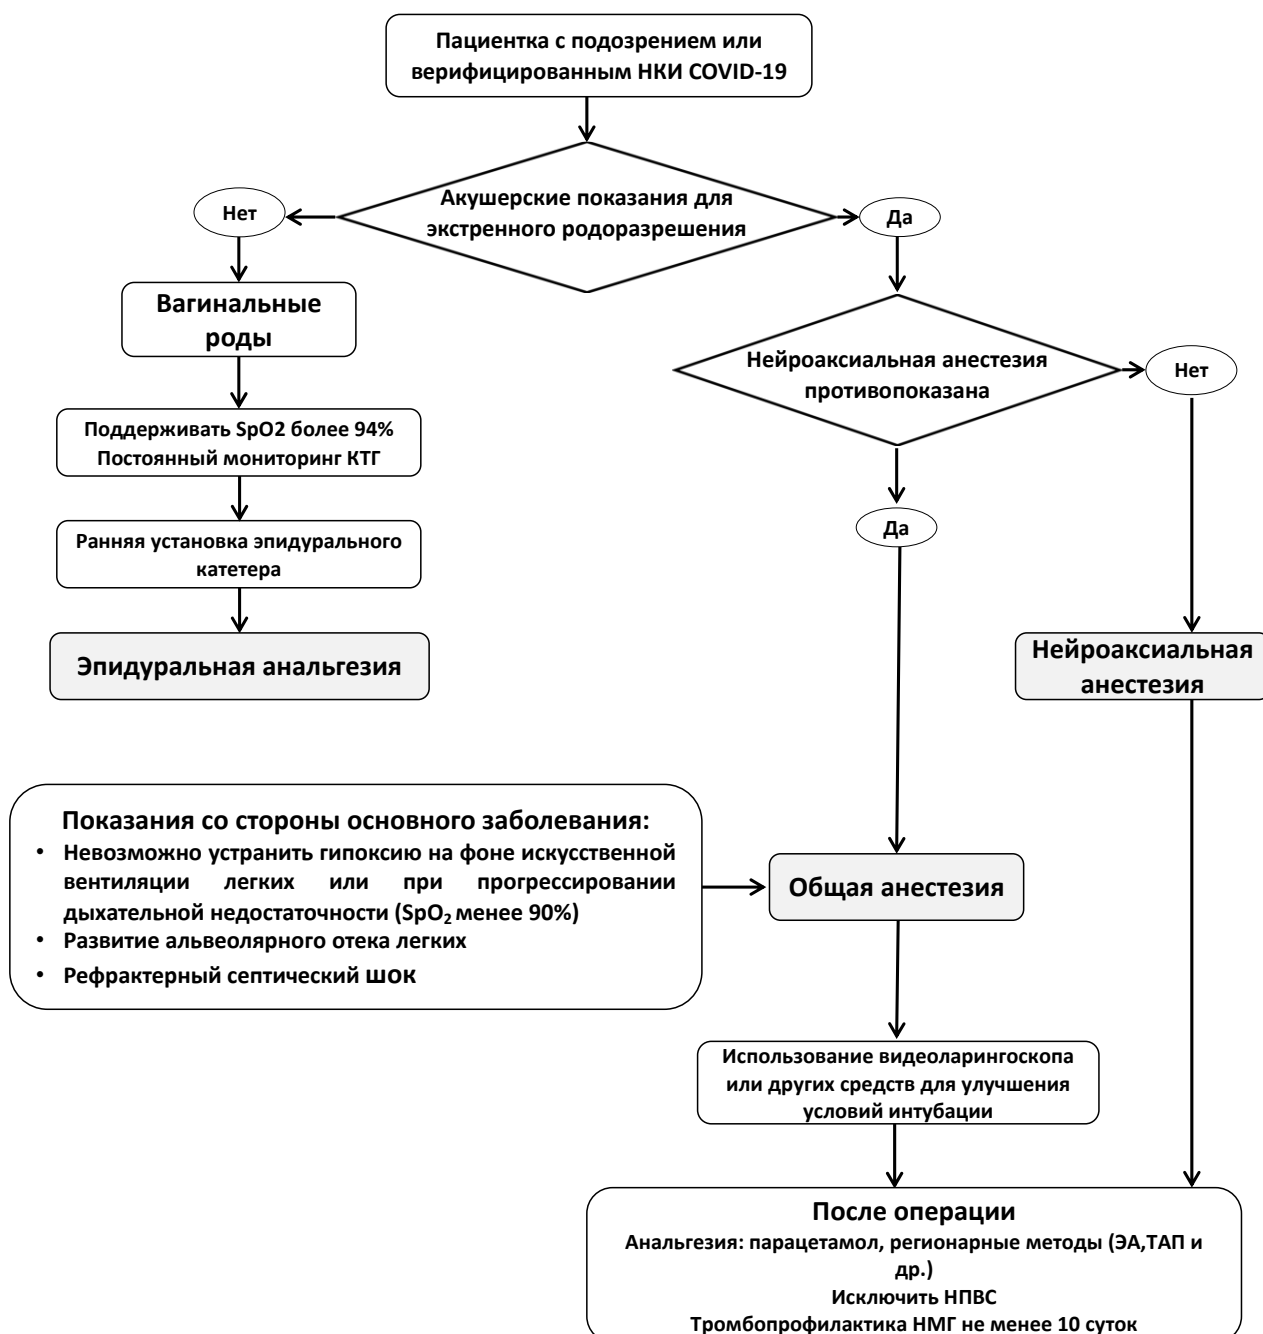 Пациентка с подозрением или
верифицированным НКИ COVID-19
Акушерские показания для
экстренного родоразрешения
Нет
Да
Вагинальные
роды
Нейроаксиальная анестезия
противопоказана
Нет
Поддерживать SpO2 более 94%
Постоянный мониторинг КТГ
Да
Ранняя установка эпидурального
катетера
Эпидуральная анальгезия
Нейроаксиальная
анестезия
Показания со стороны основного заболевания:
• Невозможно устранить гипоксию на фоне искусственной
вентиляции легких или при прогрессировании
дыхательной недостаточности (SpO₂ менее 90%)
• Развитие альвеолярного отека легких
• Рефрактерный септический шок
Общая анестезия
Использование видеоларингоскопа
или других средств для улучшения
условий интубации
После операции
Анальгезия: парацетамол, регионарные методы (ЭА,ТАП и
др.)
Исключить НПВС
Тромбопрофилактика НМГ не менее 10 суток